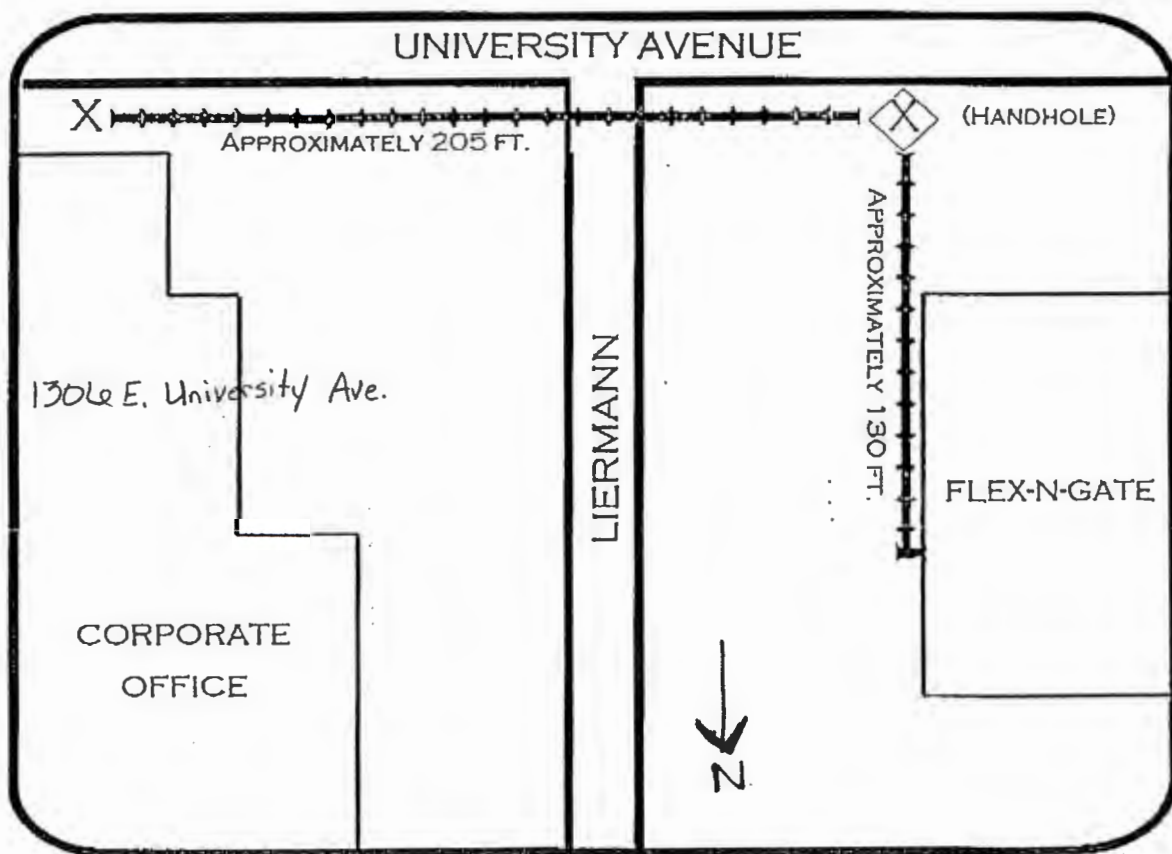 UNIVERSITY AVENUE
X
X
(HANDHOLE)
APPROXIMATELY 205 FT.
APPROXIMATELY 130 FT.
1306 E. University Ave.
LIERMANN
FLEX-N-GATE
CORPORATE
OFFICE
N